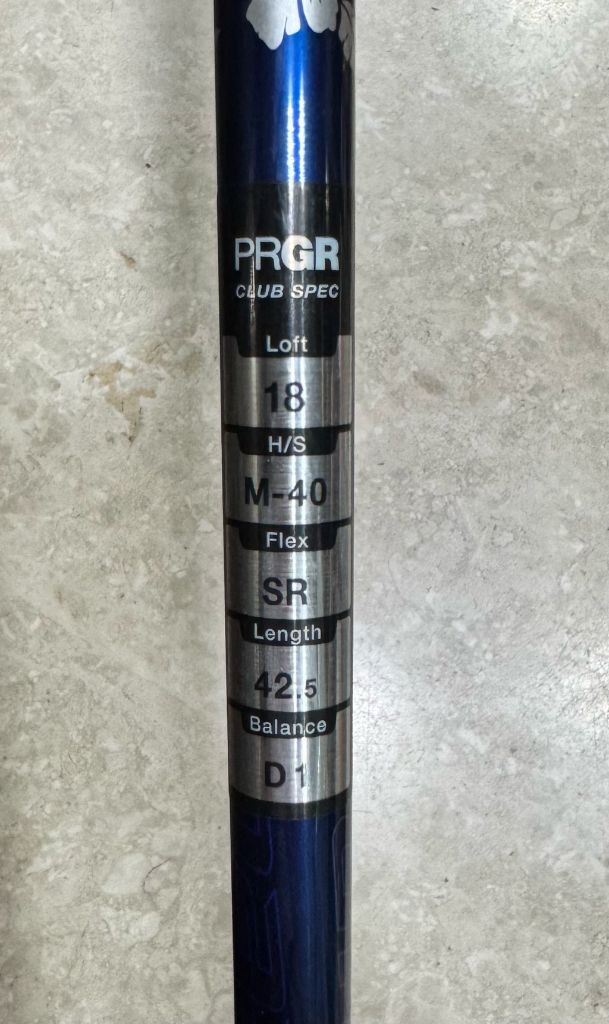 PRGR
CLUB SPEC
Loft
18
H/S
M-40
Flex
SR
Length
42.5
Balance
D1